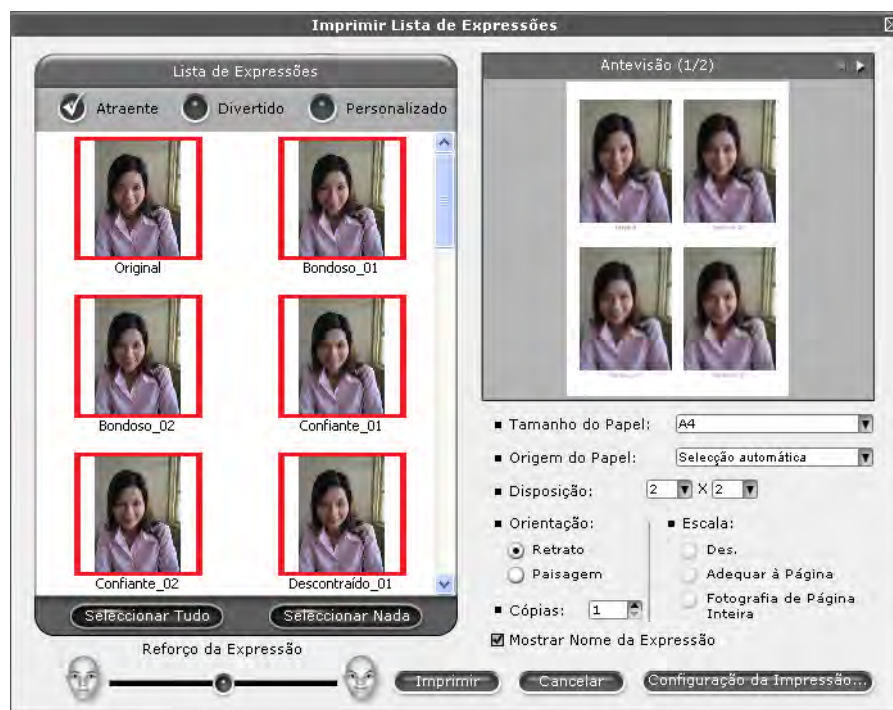 Imprimir Lista de Expressões
Lista de Expressões
Atraente
Divertido
Personalizado
Original
Bondoso_01
Bondoso_02
Confiante_01
Confiante_02
Descontraído_01
Seleccionar Tudo
Seleccionar Nada
Reforço da Expressão
Antevisão (1/2)
Tamanho do Papel: A4
Origem do Papel: Selecção automática
Disposição: 2 X 2
Orientação:
Retrato
Paisagem
Escala:
Des.
Adequar à Página
Fotografia de Página
Inteira
Cópias: 1
Mostrar Nome da Expressão
Imprimir
Cancelar
Configuração da Impressão...